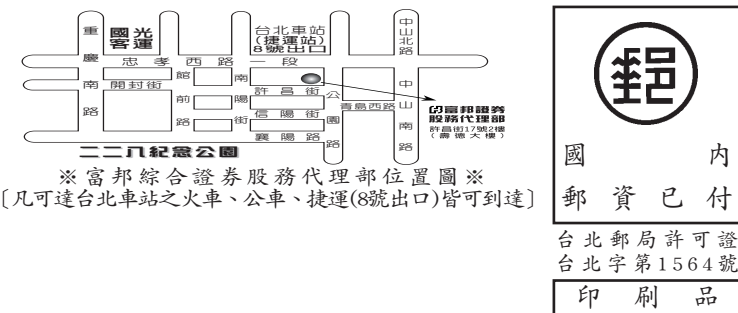 國光
客運
台北車站
(捷運站)
8號出口
中山北路
重慶南路
忠孝西路一段
館前路
南陽街
開封街
許昌街
公園路
青島西路
中山南路
信陽街
襄陽路
富邦證券
股務代理部
許昌街17號2樓
(壽德大樓)
二二八紀念公園
※富邦綜合證券股務代理部位置圖※
〔凡可達台北車站之火車、公車、捷運(8號出口)皆可到達〕
郵
國內
郵資已付
台北郵局許可證
台北字第1564號
印刷品